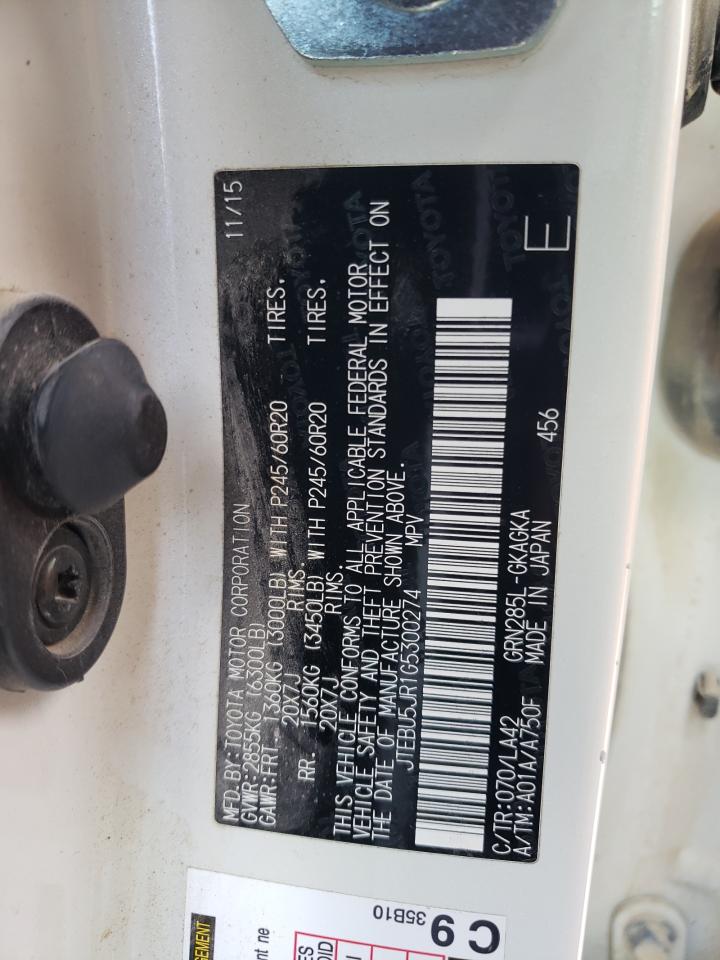 MFD. BY: TOYOTA MOTOR CORPORATION 11/15
GVWR: 2855KG (6300LB)
GAWR: FRT. 1360KG (3000LB) WITH P245/60R20 TIRES.
20X7J RIMS.
RR. 1560KG (3450LB) WITH P245/60R20 TIRES.
20X7J RIMS.
THIS VEHICLE CONFORMS TO ALL APPLICABLE FEDERAL MOTOR
VEHICLE SAFETY AND THEFT PREVENTION STANDARDS IN EFFECT ON
THE DATE OF MANUFACTURE SHOWN ABOVE.
JTEBU5JR1G5300274 MPV
C/TR: 070/LA42 GRN285L-GKAGKA 456
A/TM: A01A/A750F MADE IN JAPAN
E
C 9
35B10